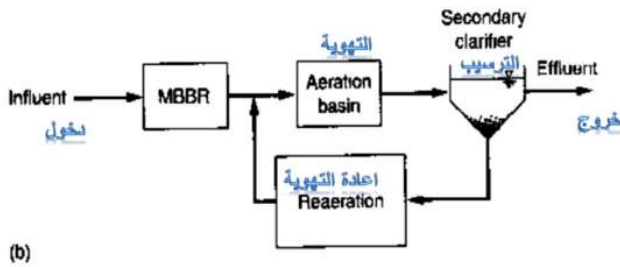 Secondary
clarifier
التهوية
الترسيب
Effluent
Influent
MBBR
Aeration
basin
دخول
خروج
اعادة التهوية
Reaeration
(b)